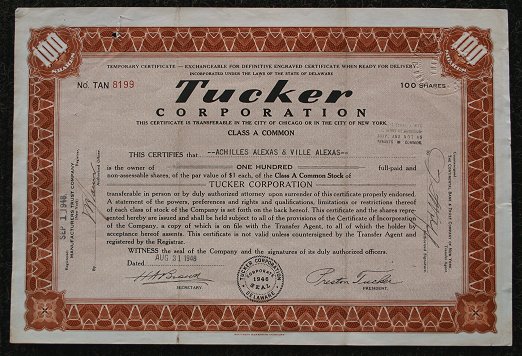 100
SHARES
100
SHARES
TEMPORARY CERTIFICATE — EXCHANGEABLE FOR DEFINITIVE ENGRAVED CERTIFICATE WHEN READY FOR DELIVERY
INCORPORATED UNDER THE LAWS OF THE STATE OF DELAWARE
No. TAN 8199
100 SHARES
Tucker
CORPORATION
THIS CERTIFICATE IS TRANSFERABLE IN THE CITY OF CHICAGO OR IN THE CITY OF NEW YORK
CLASS A COMMON
THIS CERTIFIES THAT --ACHILLES ALEXAS & VILLE ALEXAS--
is the owner of ONE HUNDRED full-paid and
non-assessable shares, of the par value of $1 each, of the Class A Common Stock of
TUCKER CORPORATION
transferable in person or by duly authorized attorney upon surrender of this certificate properly endorsed.
A statement of the powers, preferences and rights and qualifications, limitations or restrictions thereof
of each class of stock of the Company is set forth on the back hereof. This certificate and the shares repre-
sented hereby are issued and shall be held subject to all of the provisions of the Certificate of Incorporation
of the Company, a copy of which is on file with the Transfer Agent, to all of which the holder by
acceptance hereof assents. This certificate is not valid unless countersigned by the Transfer Agent and
registered by the Registrar.
WITNESS the seal of the Company and the signatures of its duly authorized officers.
Dated AUG 31 1948
SECRETARY
TUCKER CORPORATION
CORPORATE
1946
SEAL
DELAWARE
Preston Tucker
PRESIDENT.
SEP 1 1948
MANUFACTURERS TRUST COMPANY
100
SHARES
100
SHARES